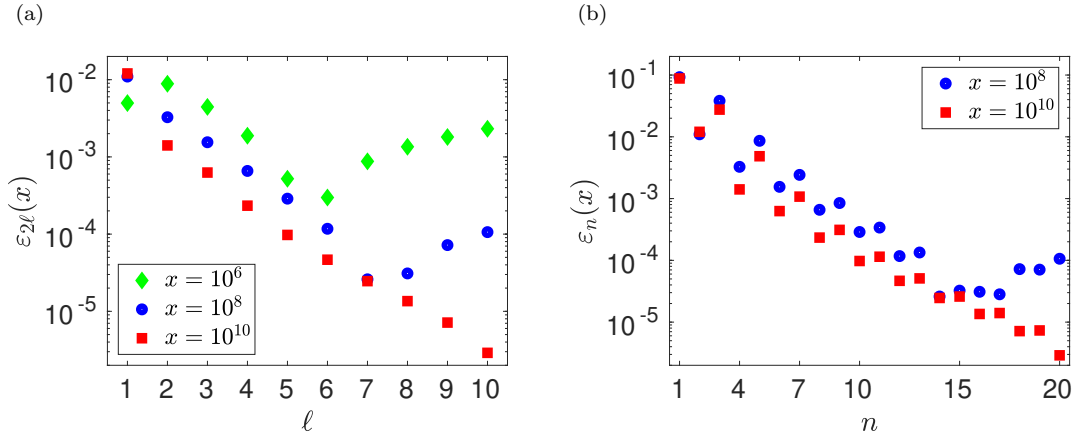 (a)
10^{-2}
10^{-3}
10^{-4}
10^{-5}
ε_{2ℓ}(x)
x = 10^6
x = 10^8
x = 10^{10}
1 2 3 4 5 6 7 8 9 10
ℓ
(b)
10^{-1}
10^{-2}
10^{-3}
10^{-4}
10^{-5}
ε_n(x)
x = 10^8
x = 10^{10}
1 4 7 10 15 20
n